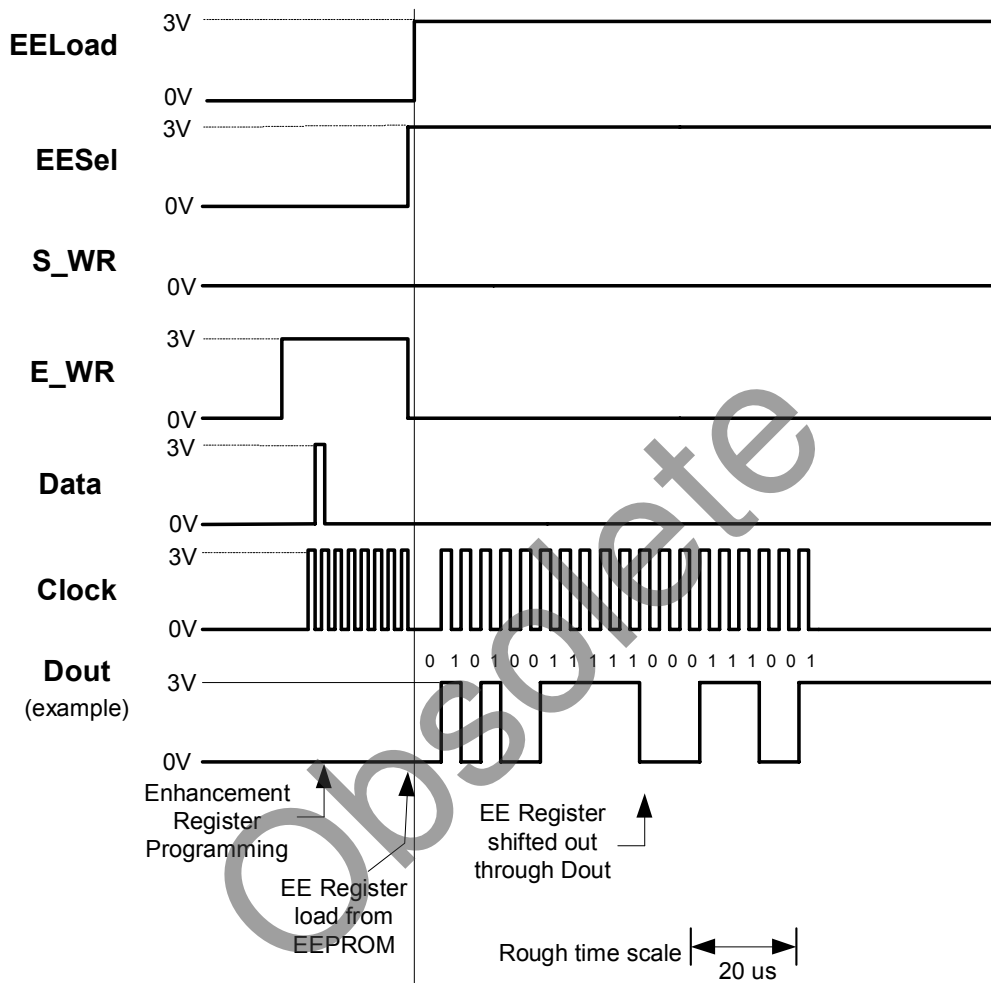 3V
EELoad
0V
3V
EESel
0V
S_WR
0V
3V
E_WR
0V
3V
Data
0V
3V
Clock
0V
0 1 0 1 0 0 1 1 1 1 1 0 0 0 1 1 1 0 0 1
Dout
3V
(example)
0V
Enhancement
Register
Programming
EE Register
load from
EEPROM
EE Register
shifted out
through Dout
Rough time scale
20 us
Obsolete